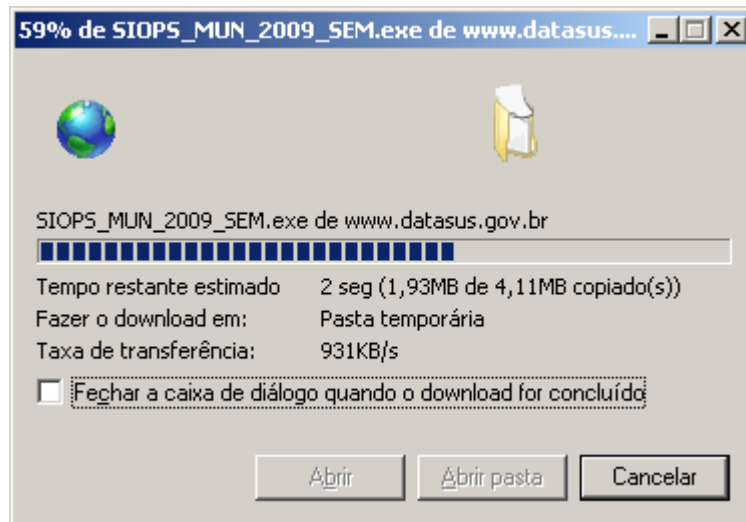 59% de SIOPS_MUN_2009_SEM.exe de www.datasus....
SIOPS_MUN_2009_SEM.exe de www.datasus.gov.br
Tempo restante estimado 2 seg (1,93MB de 4,11MB copiado(s))
Fazer o download em: Pasta temporária
Taxa de transferência: 931KB/s
Fechar a caixa de diálogo quando o download for concluído
Abrir Abrir pasta Cancelar